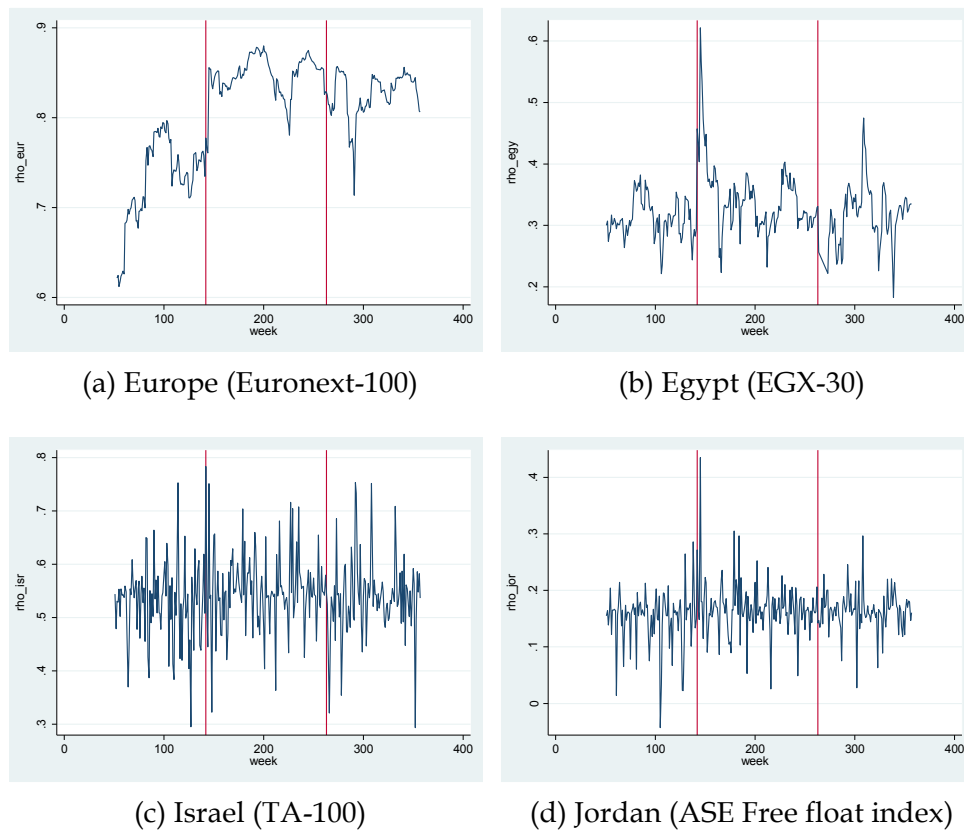 .9
.8
.7
.6
rho_eur
0 100 200 300 400
week
(a) Europe (Euronext-100)
.6
.5
.4
.3
.2
rho_egy
0 100 200 300 400
week
(b) Egypt (EGX-30)
.8
.7
.6
.5
.4
.3
rho_isr
0 100 200 300 400
week
(c) Israel (TA-100)
.4
.3
.2
.1
0
rho_jor
0 100 200 300 400
week
(d) Jordan (ASE Free float index)